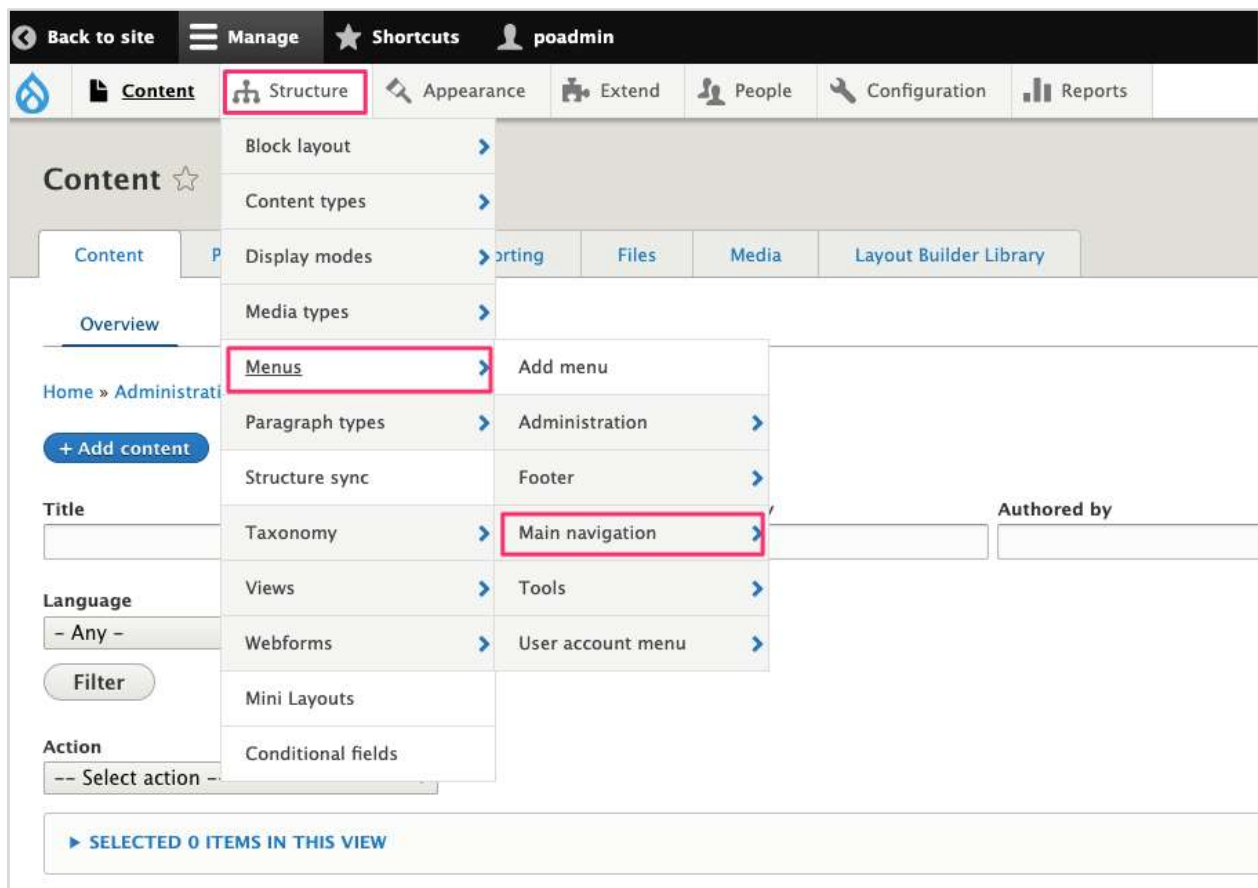 Back to site Manage Shortcuts poadmin
Content Structure Appearance Extend People Configuration Reports
Block layout
Content
Content types
Content P Display modes orting Files Media Layout Builder Library
Media types
Overview
Menus Add menu
Home » Administrati
Paragraph types Administration
+ Add content
Structure sync Footer
Title Authored by
Taxonomy Main navigation
Views Tools
Language
- Any -
Webforms User account menu
Filter
Mini Layouts
Action
Conditional fields
-- Select action -
SELECTED 0 ITEMS IN THIS VIEW